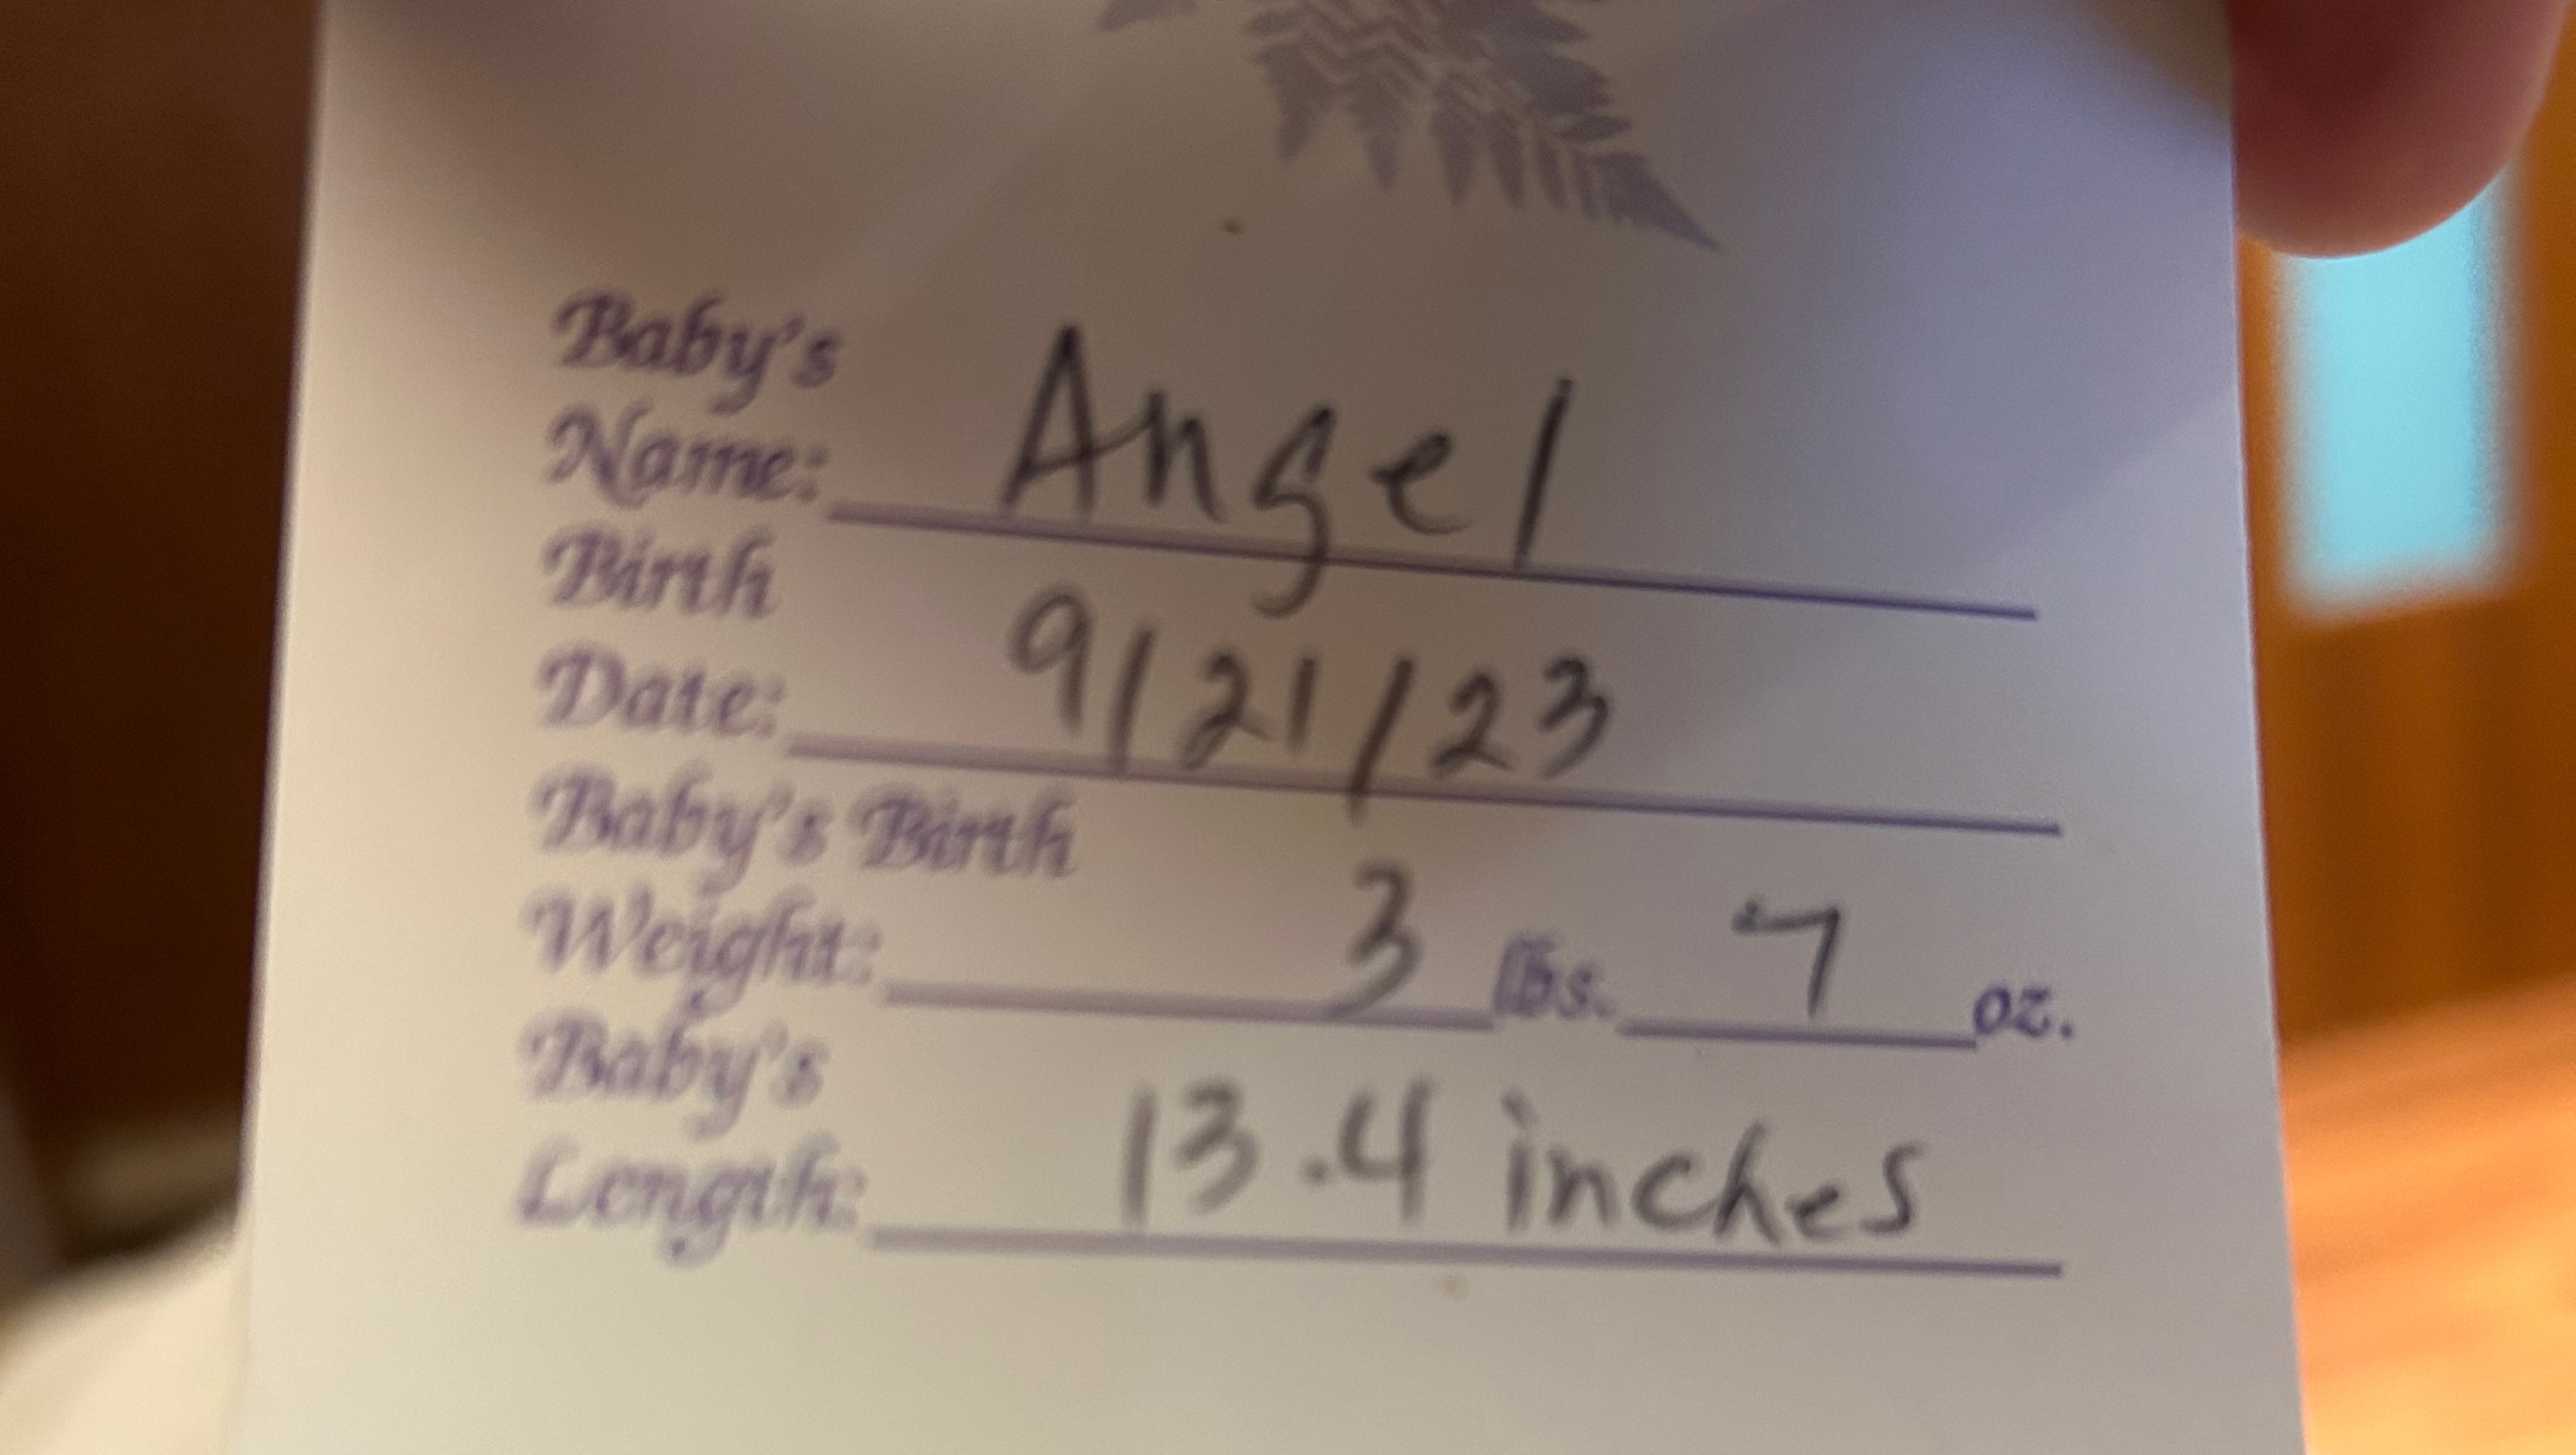 Baby's
Name: Angel
Birth
Date: 9/21/23
Baby's Birth
Weight: 3 lbs. 7 oz.
Baby's
Length: 13.4 inches